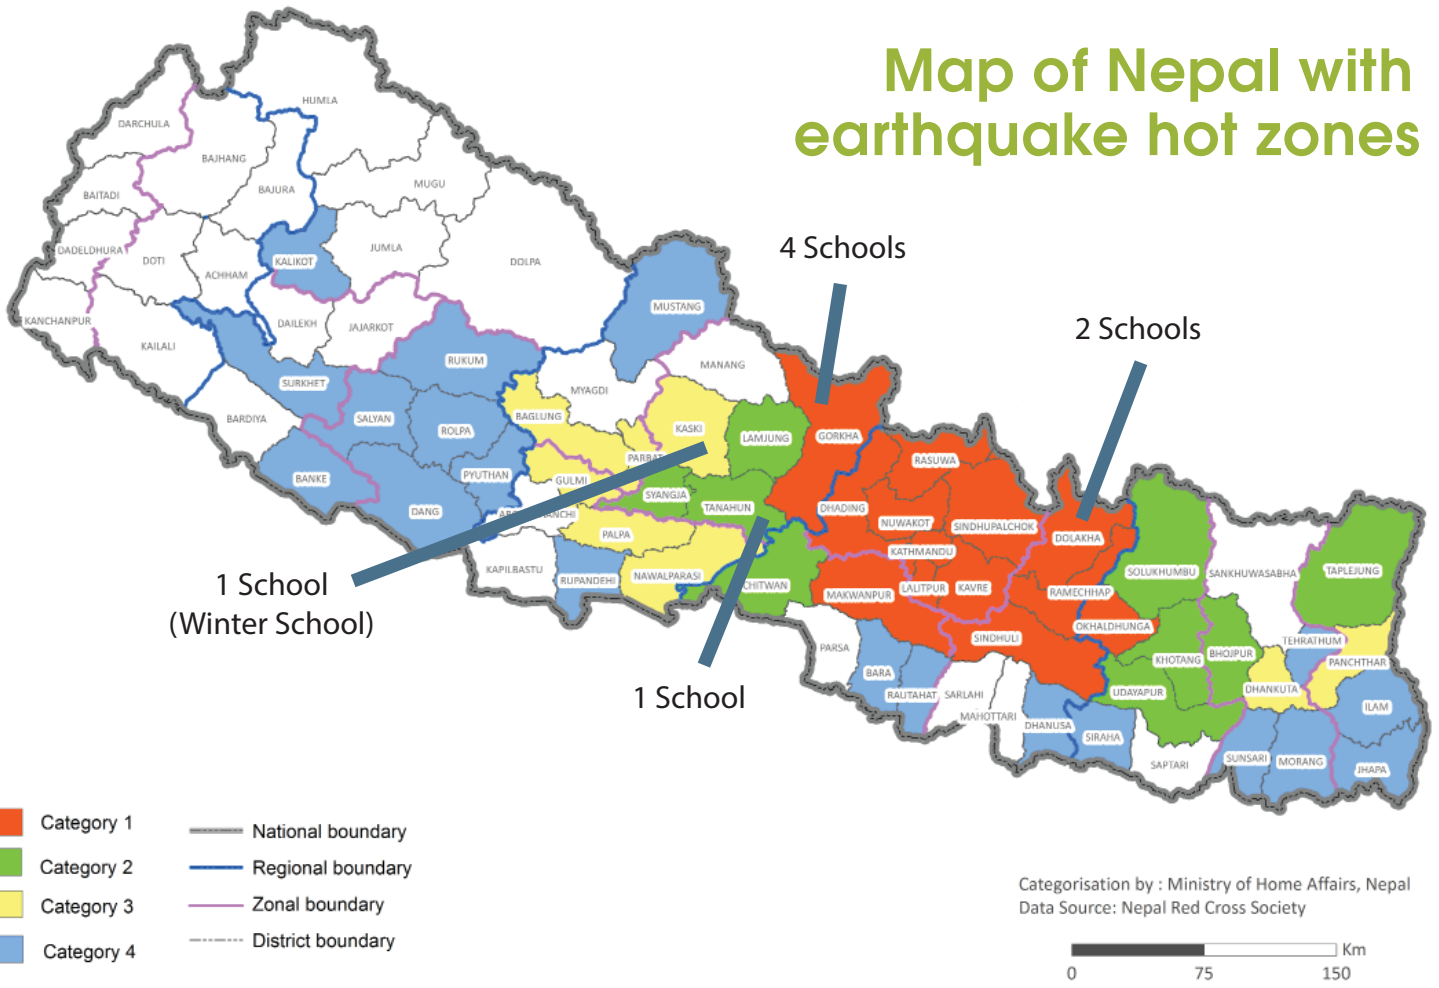 Map of Nepal with
earthquake hot zones
HUMLA
DARCHULA
BAJHANG
MUGU
BAJURA
BAITADI
4 Schools
DADELDHURA
DOTI
JUMLA
DOLPA
KALIKOT
ACHHAM
MUSTANG
KANCHANPUR
DAILEKH
JAJARKOT
2 Schools
KAILALI
RUKUM
MANANG
SURKHET
MYAGDI
BARDIYA
SALYAN
BAGLUNG
ROLPA
KASKI
LAMJUNG
GORKHA
PARBAT
RASUWA
PYUTHAN
BANKE
GULMI
SYANGJA
TANAHUN
DHADING
DANG
NUWAKOT
SINDHUPALCHOK
PALPA
DOLAKHA
KATHMANDU
KAPILBASTU
RUPANDEHI
NAWALPARASI
CHITWAN
MAKWANPUR
LALITPUR
KAVRE
RAMECHHAP
SOLUKHUMBU
SANKHUWASABHA
TAPLEJUNG
1 School
(Winter School)
OKHALDHUNGA
SINDHULI
PARSA
KHOTANG
BHOJPUR
TEHRATHUM
PANCHTHAR
BARA
RAUTAHAT
SARLAHI
UDAYAPUR
DHANKUTA
1 School
MAHOTTARI
DHANUSA
SIRAHA
ILAM
SAPTARI
SUNSARI
MORANG
JHAPA
Category 1
Category 2
Category 3
Category 4
National boundary
Regional boundary
Zonal boundary
District boundary
Categorisation by : Ministry of Home Affairs, Nepal
Data Source: Nepal Red Cross Society
Km
0 75 150